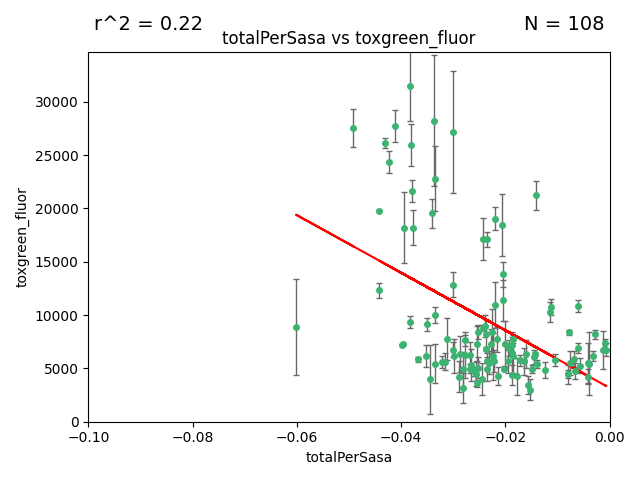 r^2 = 0.22
N = 108
totalPerSasa vs toxgreen_fluor
30000
25000
20000
15000
10000
5000
0
toxgreen_fluor
−0.10
−0.08
−0.06
−0.04
−0.02
0.00
totalPerSasa